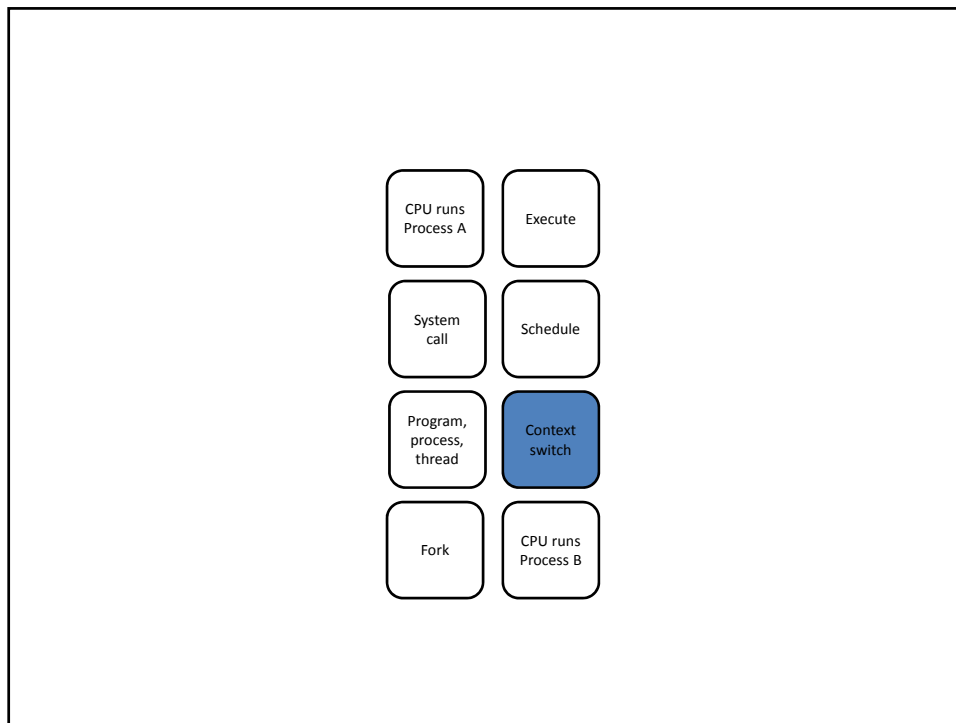 CPU runs
Process A
Execute
System
call
Schedule
Program,
process,
thread
Context
switch
Fork
CPU runs
Process B